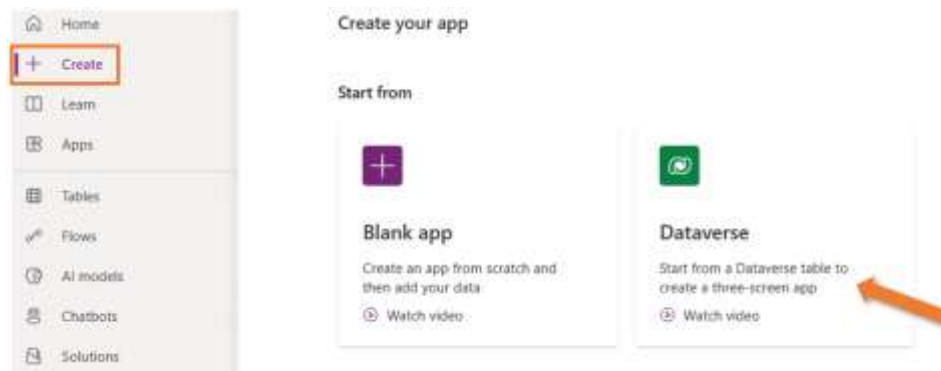 Home
Create
Learn
Apps
Tables
Flows
AI models
Chatbots
Solutions
Create your app
Start from
Blank app
Create an app from scratch and
then add your data
Watch video
Dataverse
Start from a Dataverse table to
create a three-screen app
Watch video